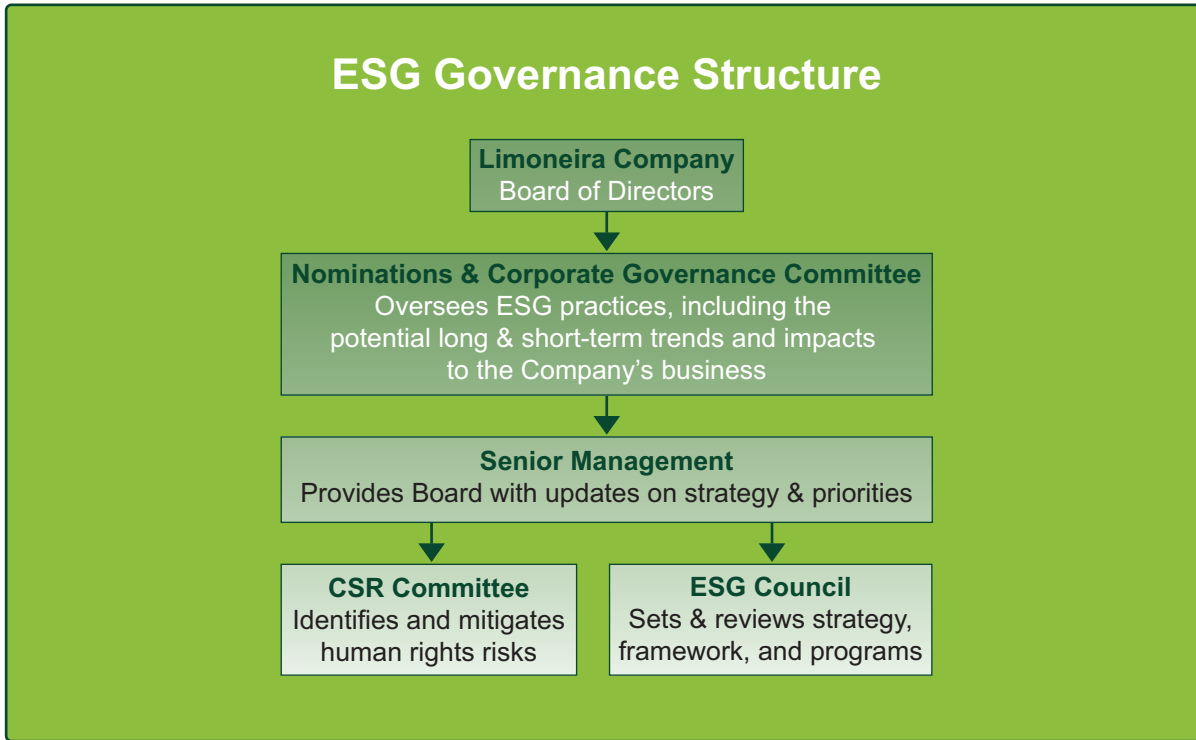 ESG Governance Structure
Limoneira Company
Board of Directors
Nominations & Corporate Governance Committee
Oversees ESG practices, including the
potential long & short-term trends and impacts
to the Company’s business
Senior Management
Provides Board with updates on strategy & priorities
CSR Committee
Identifies and mitigates
human rights risks
ESG Council
Sets & reviews strategy,
framework, and programs